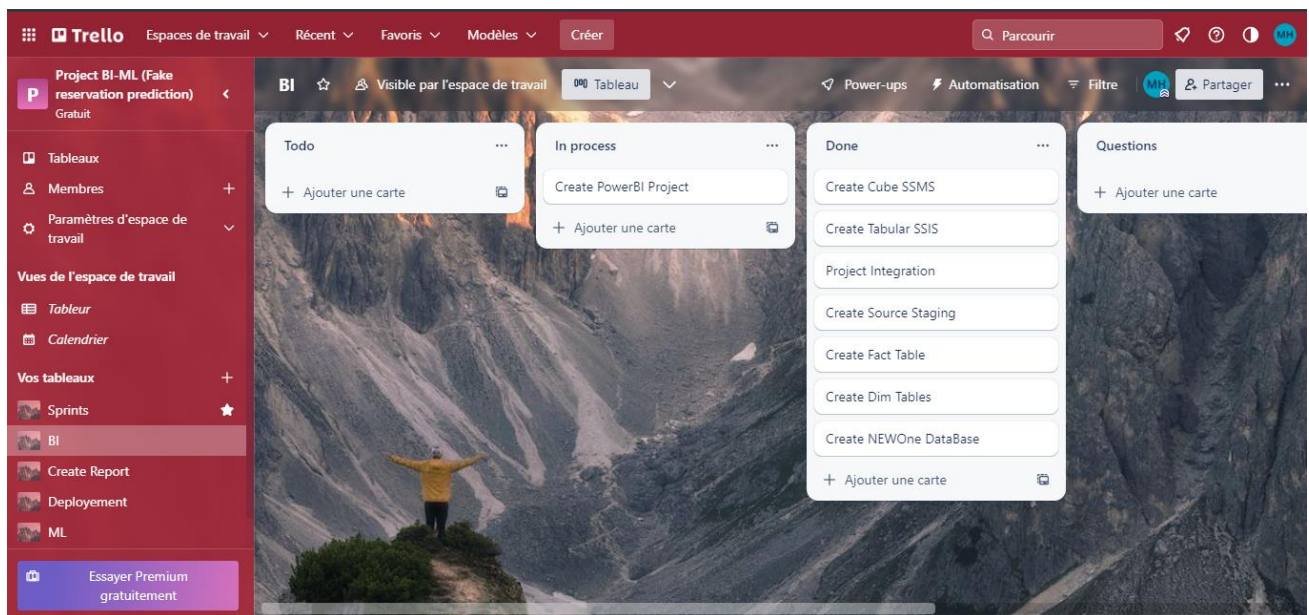 Trello Espaces de travail Récent Favoris Modèles Créer Parcourir MH
P
Project BI-ML (Fake
reservation prediction)
Gratuit
Tableaux
Membres
Paramètres d'espace de
travail
Vues de l'espace de travail
Tableur
Calendrier
Vos tableaux
Sprints
BI
Create Report
Deployement
ML
Essayer Premium
gratuitement
BI Visible par l'espace de travail Tableau Power-ups Automatisation Filtre MH Partager
Todo
Ajouter une carte
In process
Create PowerBI Project
Ajouter une carte
Done
Create Cube SSMS
Create Tabular SSIS
Project Integration
Create Source Staging
Create Fact Table
Create Dim Tables
Create NEWOne DataBase
Ajouter une carte
Questions
Ajouter une carte